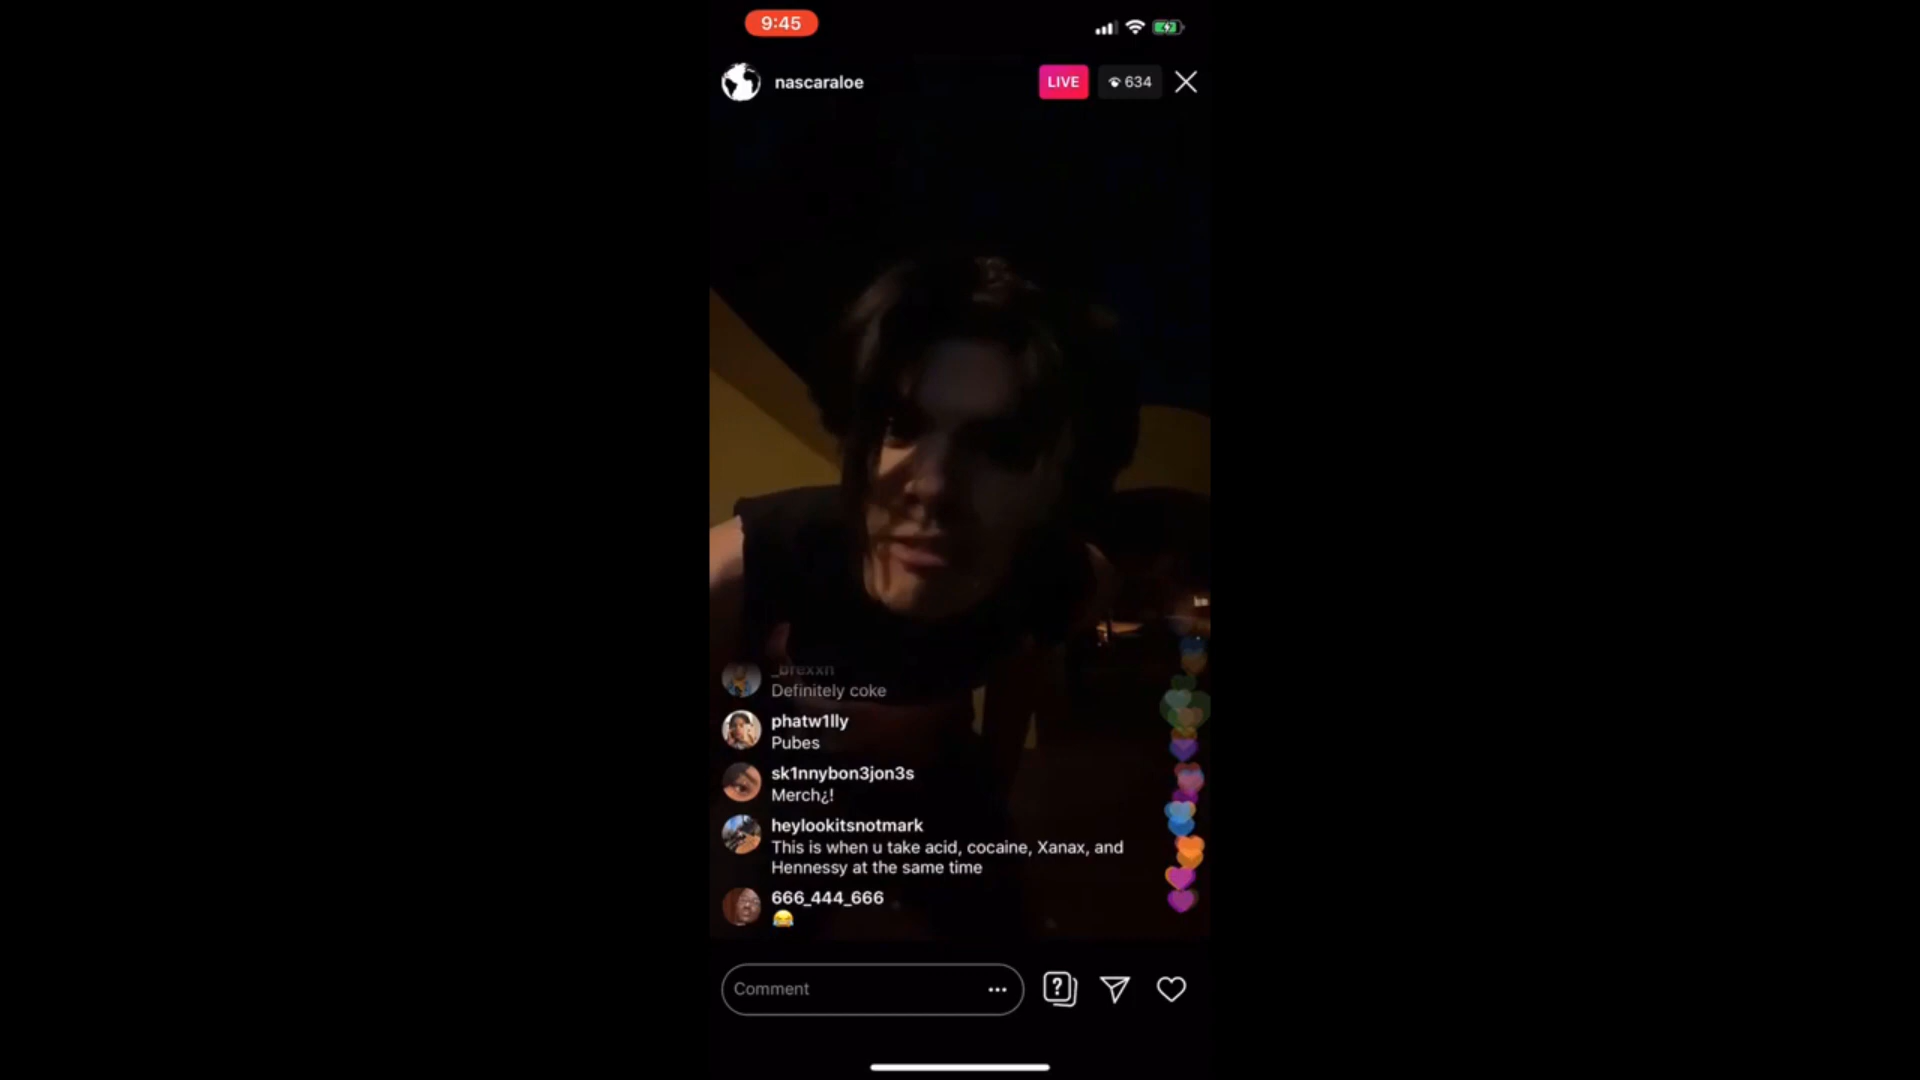 9:45
nascaraloe
LIVE
634
_brexxn
Definitely coke
phatw1lly
Pubes
sk1nnybon3jon3s
Merch¿!
heylookitsnotmark
This is when u take acid, cocaine, Xanax, and
Hennessy at the same time
666_444_666
😂
Comment